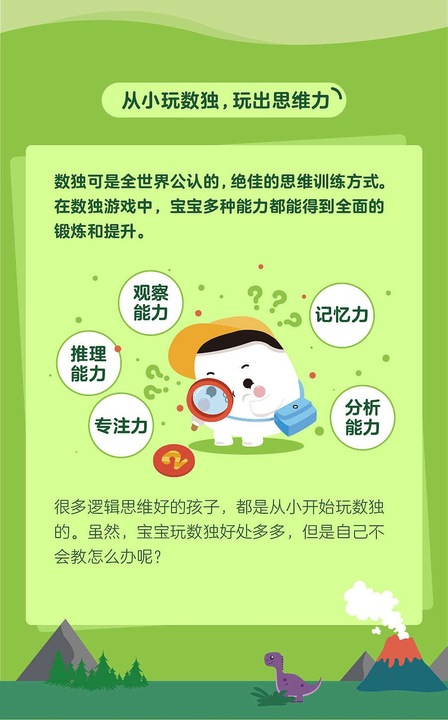 从小玩数独，玩出思维力
数独可是全世界公认的，绝佳的思维训练方式。
在数独游戏中，宝宝多种能力都能得到全面的
锻炼和提升。
观察
能力
???
记忆力
推理
能力
??
专注力
分析
能力
2
很多逻辑思维好的孩子，都是从小开始玩数独
的。虽然，宝宝玩数独好处多多，但是自己不
会教怎么办呢？